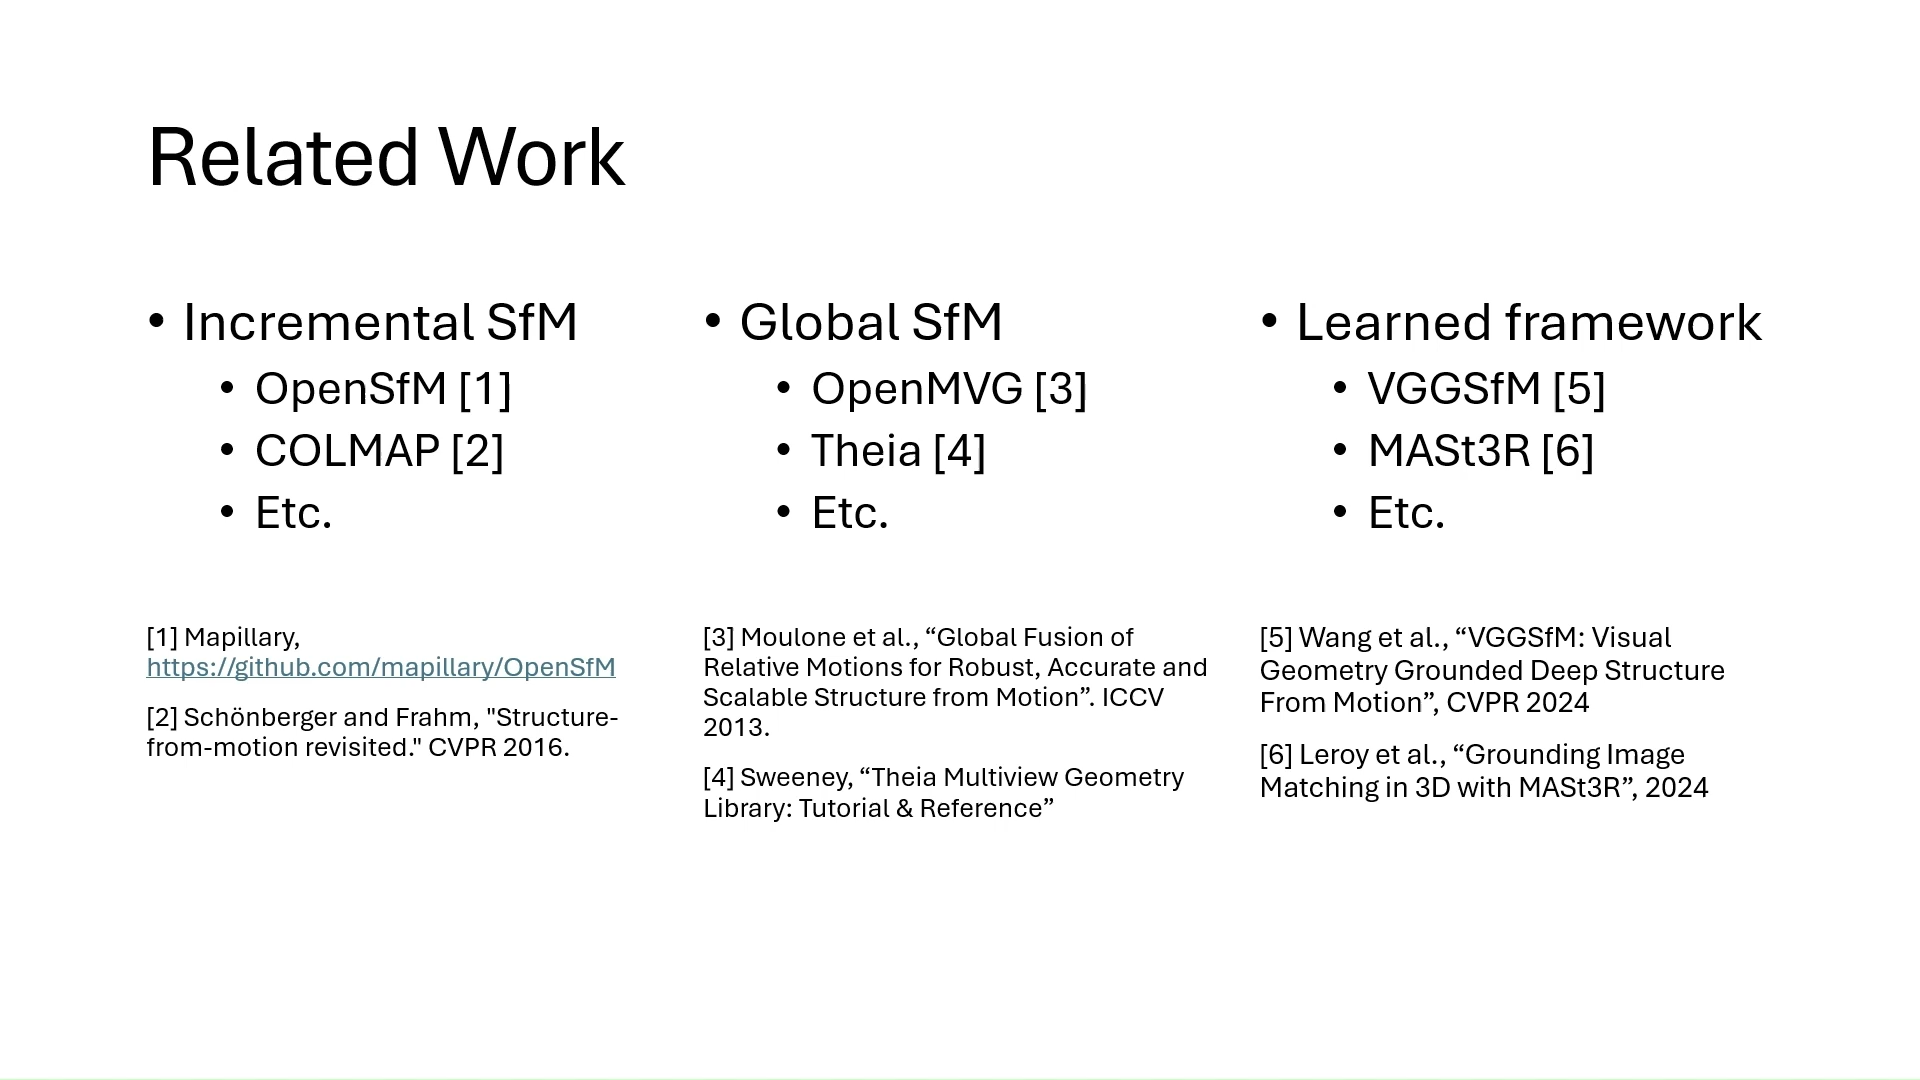 Related Work
• Incremental SfM
• OpenSfM [1]
• COLMAP [2]
• Etc.
[1] Mapillary,
https://github.com/mapillary/OpenSfM
[2] Schönberger and Frahm, "Structure-
from-motion revisited." CVPR 2016.
• Global SfM
• OpenMVG [3]
• Theia [4]
• Etc.
[3] Moulone et al., “Global Fusion of
Relative Motions for Robust, Accurate and
Scalable Structure from Motion”. ICCV
2013.
[4] Sweeney, “Theia Multiview Geometry
Library: Tutorial & Reference”
• Learned framework
• VGGSfM [5]
• MASt3R [6]
• Etc.
[5] Wang et al., “VGGSfM: Visual
Geometry Grounded Deep Structure
From Motion”, CVPR 2024
[6] Leroy et al., “Grounding Image
Matching in 3D with MASt3R”, 2024